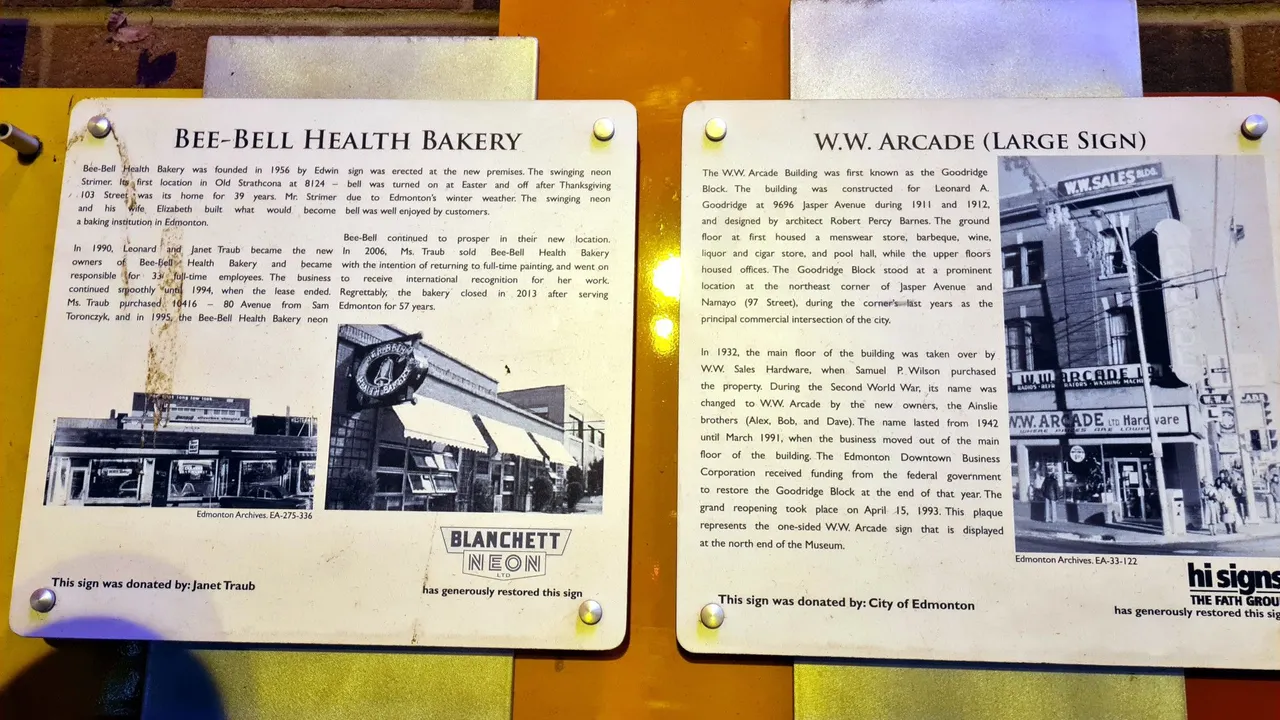 BEE-BELL HEALTH BAKERY
Bee-Bell Health Bakery was founded in 1956 by Edwin
Strimer. Its first location in Old Strathcona at 8124 –
103 Street was its home for 39 years. Mr. Strimer
and his wife Elizabeth built what would become
a baking institution in Edmonton.
In 1990, Leonard and Janet Traub became the new
owners of Bee-Bell Health Bakery and became
responsible for 33 full-time employees. The business
continued smoothly until 1994, when the lease ended.
Ms. Traub purchased 10416 – 80 Avenue from Sam
Toronczyk, and in 1995, the Bee-Bell Health Bakery neon
sign was erected at the new premises. The swinging neon
bell was turned on at Easter and off after Thanksgiving
due to Edmonton's winter weather. The swinging neon
bell was well enjoyed by customers.
Bee-Bell continued to prosper in their new location.
In 2006, Ms. Traub sold Bee-Bell Health Bakery
with the intention of returning to full-time painting, and went on
to receive international recognition for her work.
Regrettably, the bakery closed in 2013 after serving
Edmonton for 57 years.
BEE-BELL
HEALTH BAKERY
Edmonton Archives. EA-275-336
BLANCHETT
NEON
LTD
This sign was donated by: Janet Traub
has generously restored this sign
W.W. ARCADE (LARGE SIGN)
The W.W. Arcade Building was first known as the Goodridge
Block. The building was constructed for Leonard A.
Goodridge at 9696 Jasper Avenue during 1911 and 1912,
and designed by architect Robert Percy Barnes. The ground
floor at first housed a menswear store, barbeque, wine,
liquor and cigar store, and pool hall, while the upper floors
housed offices. The Goodridge Block stood at a prominent
location at the northeast corner of Jasper Avenue and
Namayo (97 Street), during the corner's last years as the
principal commercial intersection of the city.
In 1932, the main floor of the building was taken over by
W.W. Sales Hardware, when Samuel P. Wilson purchased
the property. During the Second World War, its name was
changed to W.W. Arcade by the new owners, the Ainslie
brothers (Alex, Bob, and Dave). The name lasted from 1942
until March 1991, when the business moved out of the main
floor of the building. The Edmonton Downtown Business
Corporation received funding from the federal government
to restore the Goodridge Block at the end of that year. The
grand reopening took place on April 15, 1993. This plaque
represents the one-sided W.W. Arcade sign that is displayed
at the north end of the Museum.
W.W. SALES BLDG.
W.W. ARCADE
RADIOS · REFRIGERATORS · WASHING MACHI
W.W. ARCADE LTD Hardware
WHERE PRICES ARE LOWER
Edmonton Archives. EA-33-122
hi signs
THE FATH GROU
This sign was donated by: City of Edmonton
has generously restored this sig